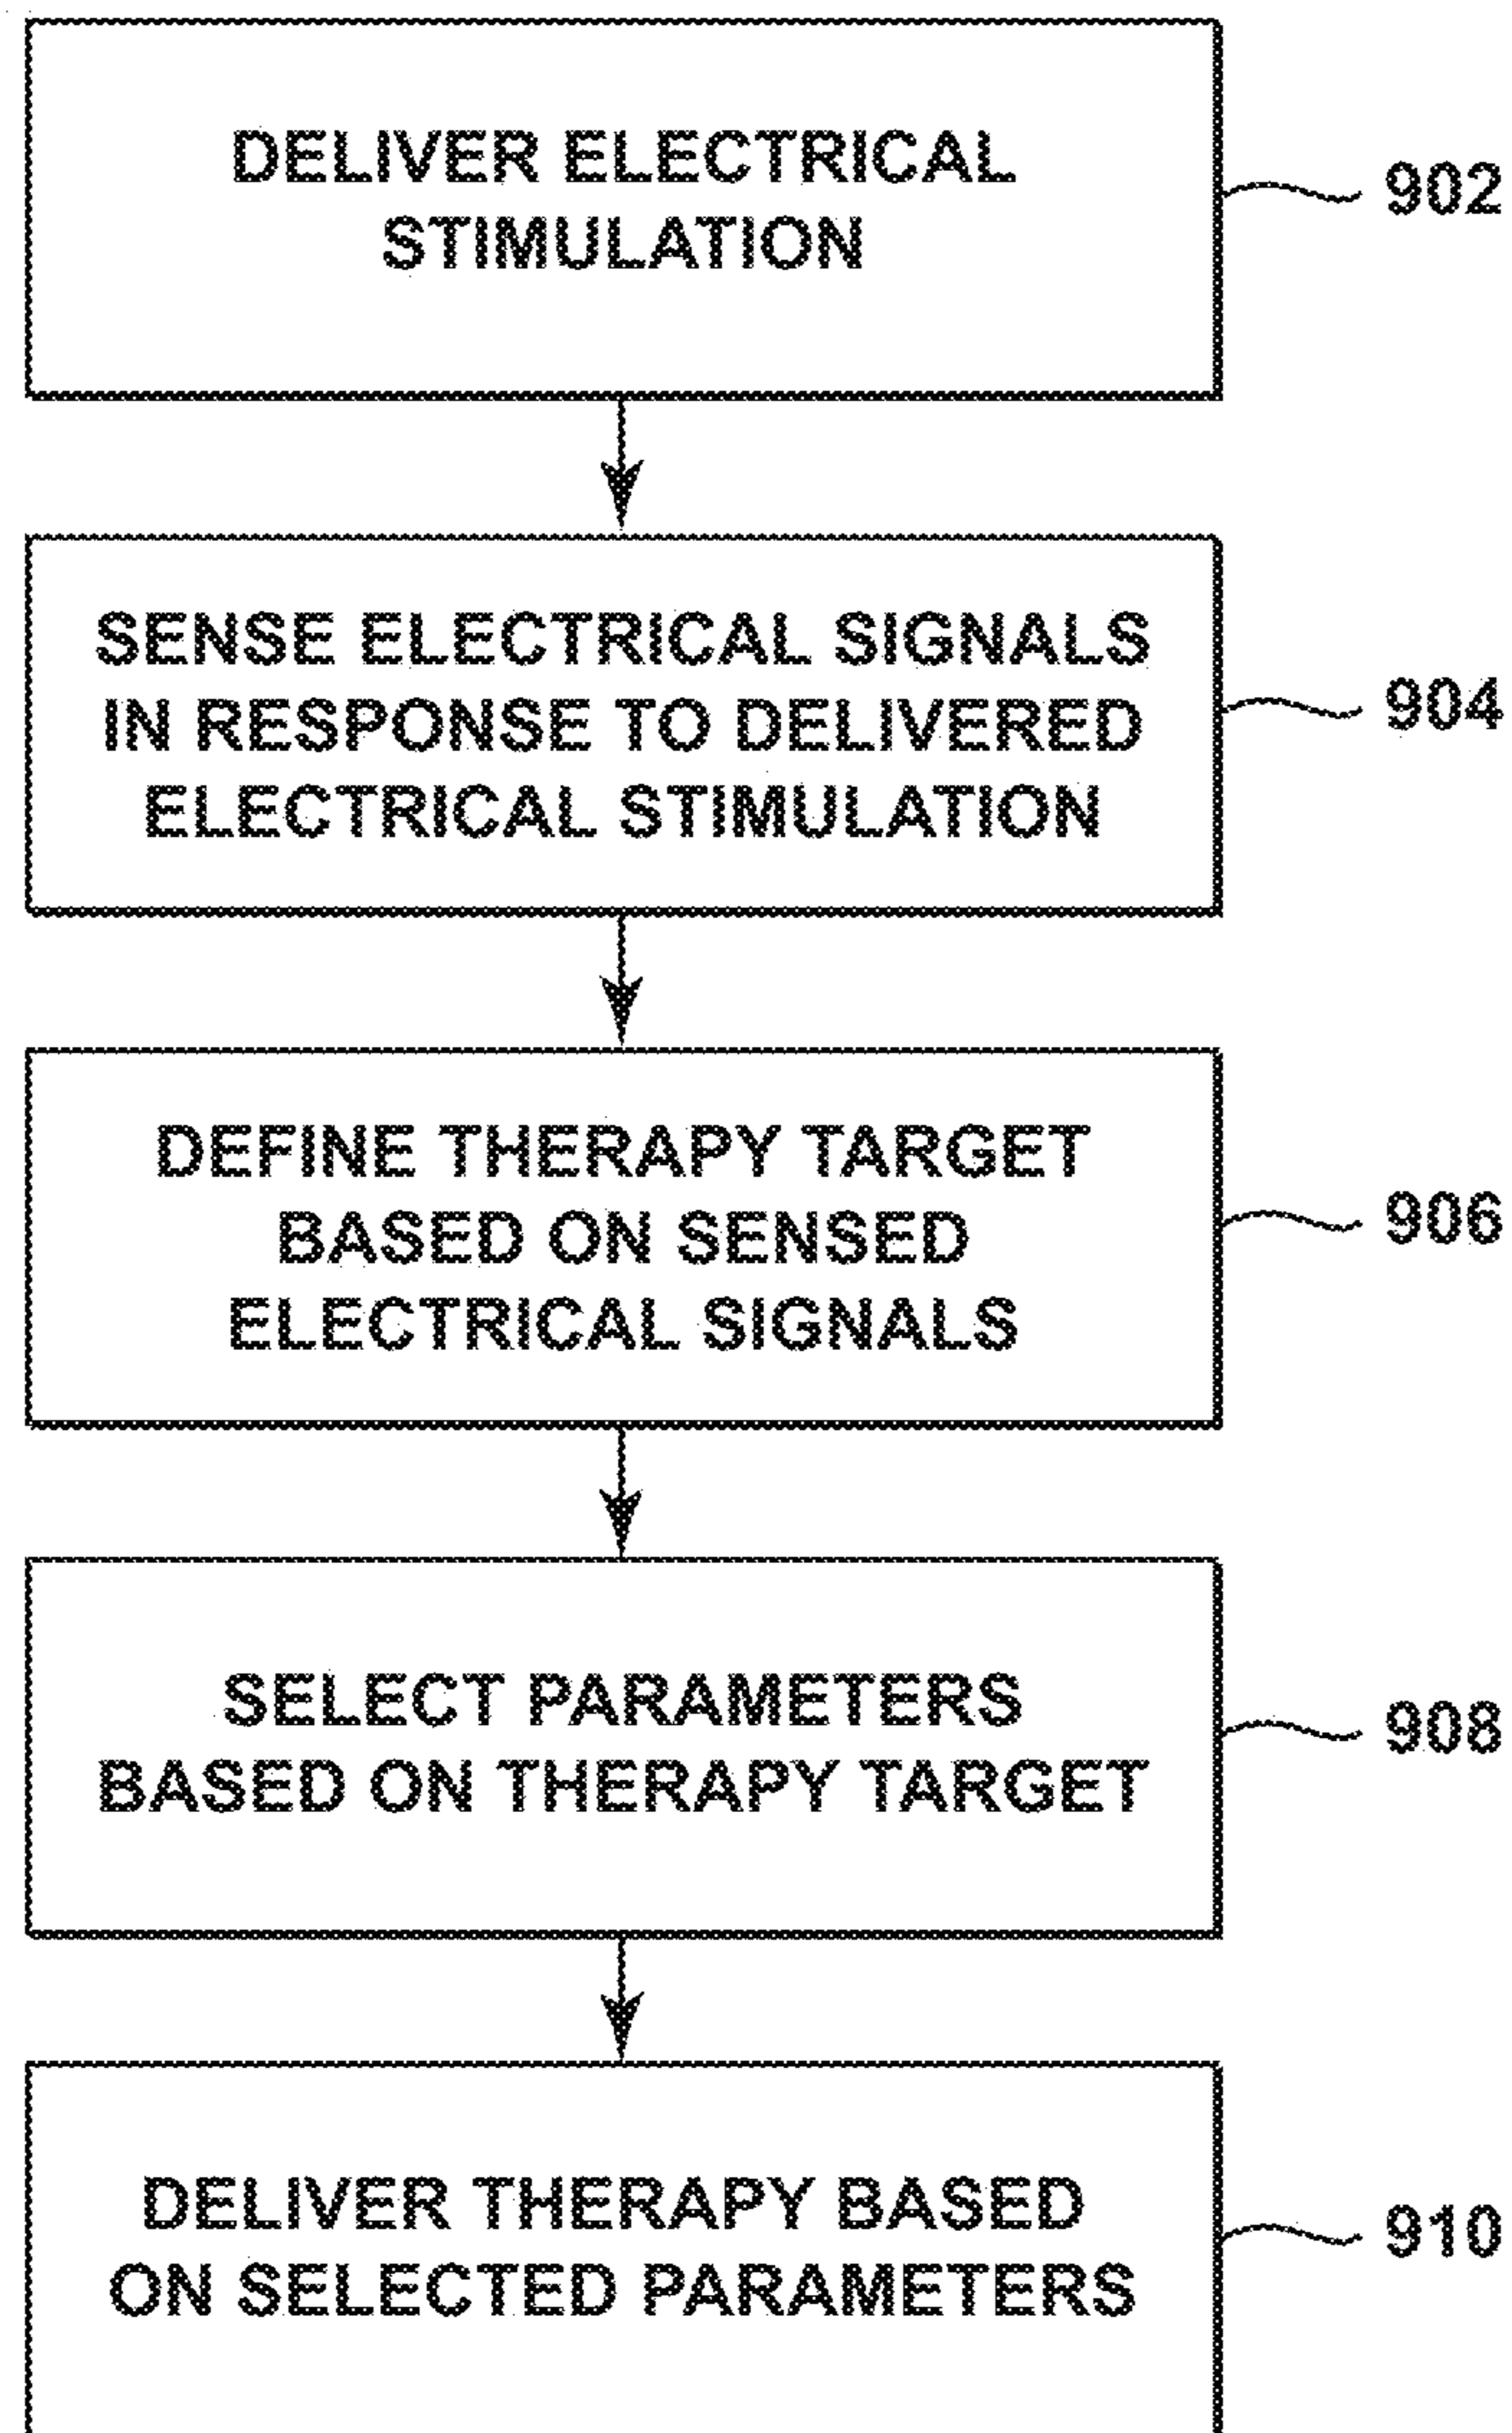 DELIVER ELECTRICAL
STIMULATION
902
SENSE ELECTRICAL SIGNALS
IN RESPONSE TO DELIVERED
ELECTRICAL STIMULATION
904
DEFINE THERAPY TARGET
BASED ON SENSED
ELECTRICAL SIGNALS
906
SELECT PARAMETERS
BASED ON THERAPY TARGET
908
DELIVER THERAPY BASED
ON SELECTED PARAMETERS
910